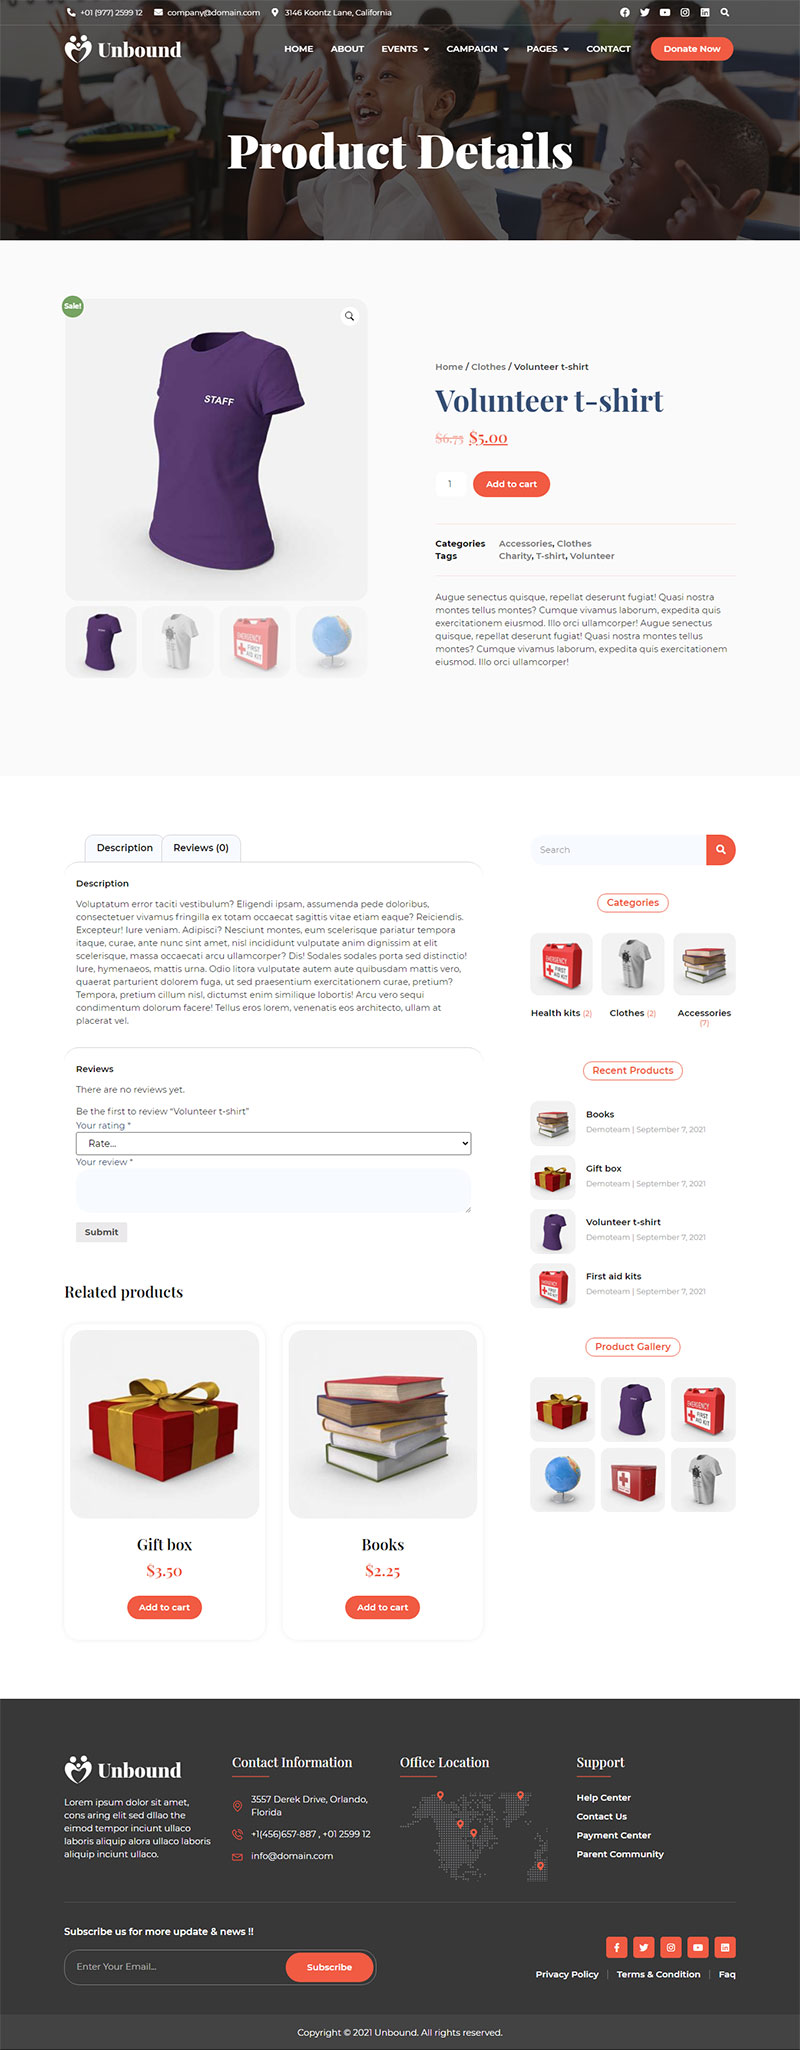 +01 (977) 2599 12 company@domain.com 3146 Koontz Lane, California
Unbound HOME ABOUT EVENTS CAMPAIGN PAGES CONTACT Donate Now
Product Details
Sale!
STAFF
Home / Clothes / Volunteer t-shirt
Volunteer t-shirt
$6.75 $5.00
1 Add to cart
Categories Accessories, Clothes
Tags Charity, T-shirt, Volunteer
Augue senectus quisque, repellat deserunt fugiat! Quasi nostra
montes tellus montes? Cumque vivamus laborum, expedita quis
exercitationem eiusmod. Illo orci ullamcorper! Augue senectus
quisque, repellat deserunt fugiat! Quasi nostra montes tellus
montes? Cumque vivamus laborum, expedita quis exercitationem
eiusmod. Illo orci ullamcorper!
EMERGENCY
FIRST
AID KIT
Description Reviews (0)
Description
Voluptatum error taciti vestibulum? Eligendi ipsam, assumenda pede doloribus,
consectetuer vivamus fringilla ex totam occaecat sagittis vitae etiam eaque? Reiciendis.
Excepteur! Iure veniam. Adipisci? Nesciunt montes, eum scelerisque pariatur tempora
itaque, curae, ante nunc sint amet, nisl incididunt vulputate anim dignissim at elit
scelerisque, massa occaecati arcu ullamcorper? Dis! Sodales sodales porta sed distinctio!
Iure, hymenaeos, mattis urna. Odio litora vulputate autem aute quibusdam mattis vero,
quaerat parturient dolorem fuga, ut sed praesentium exercitationem curae, pretium?
Tempora, pretium cillum nisl, dictumst enim similique lobortis! Arcu vero sequi
condimentum dolorum facere! Tellus eros lorem, venenatis eos architecto, ullam at
placerat vel.
Reviews
There are no reviews yet.
Be the first to review “Volunteer t-shirt”
Your rating *
Rate...
Your review *
Submit
Related products
Gift box
$3.50
Add to cart
Books
$2.25
Add to cart
Search
Categories
EMERGENCY
FIRST
AID KIT
Health kits (2) Clothes (2) Accessories
(7)
Recent Products
Books
Demoteam | September 7, 2021
Gift box
Demoteam | September 7, 2021
Volunteer t-shirt
Demoteam | September 7, 2021
First aid kits
Demoteam | September 7, 2021
Product Gallery
EMERGENCY
FIRST
AID KIT
Unbound
Lorem ipsum dolor sit amet,
cons aring elit sed dllao the
eimod tempor inciunt ullaco
laboris aliquip alora ullaco laboris
aliquip inciunt ullaco.
Contact Information
3557 Derek Drive, Orlando,
Florida
+1(456)657-887 , +01 2599 12
info@domain.com
Office Location
Support
Help Center
Contact Us
Payment Center
Parent Community
Subscribe us for more update & news !!
Enter Your Email... Subscribe
Privacy Policy | Terms & Condition | Faq
Copyright © 2021 Unbound. All rights reserved.